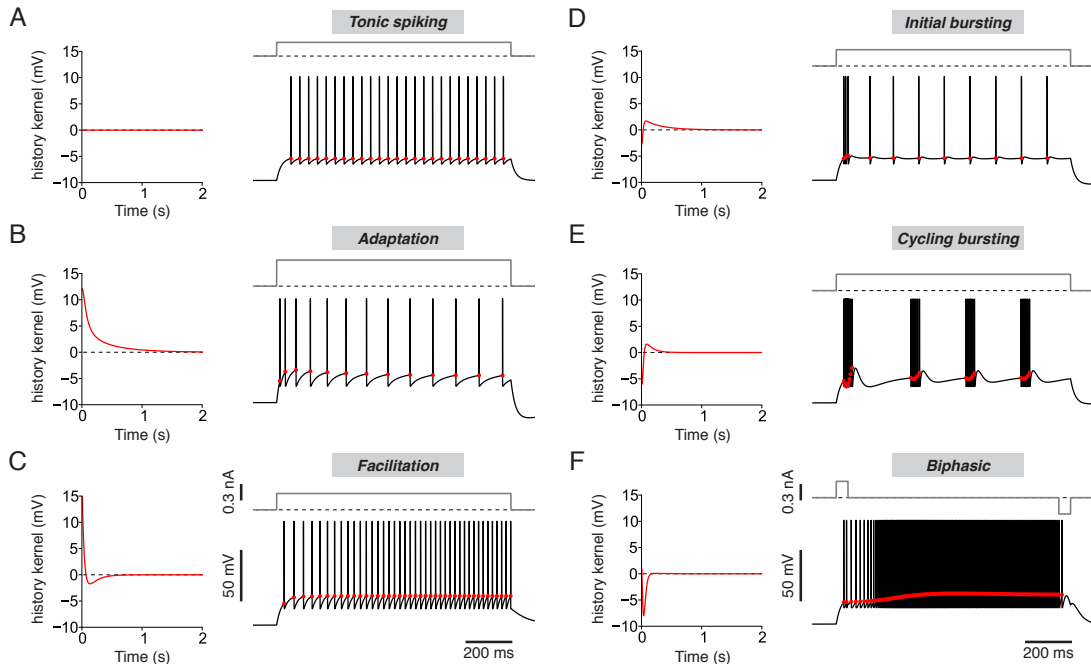 A
Tonic spiking
history kernel (mV)
15
10
5
0
−5
−10
0
1
2
Time (s)
B
Adaptation
history kernel (mV)
15
10
5
0
−5
−10
0
1
2
Time (s)
C
Facilitation
history kernel (mV)
15
10
5
0
−5
−10
0
1
2
Time (s)
0.3 nA
50 mV
200 ms
D
Initial bursting
history kernel (mV)
15
10
5
0
−5
−10
0
1
2
Time (s)
E
Cycling bursting
history kernel (mV)
15
10
5
0
−5
−10
0
1
2
Time (s)
F
Biphasic
history kernel (mV)
15
10
5
0
−5
−10
0
1
2
Time (s)
0.3 nA
50 mV
200 ms